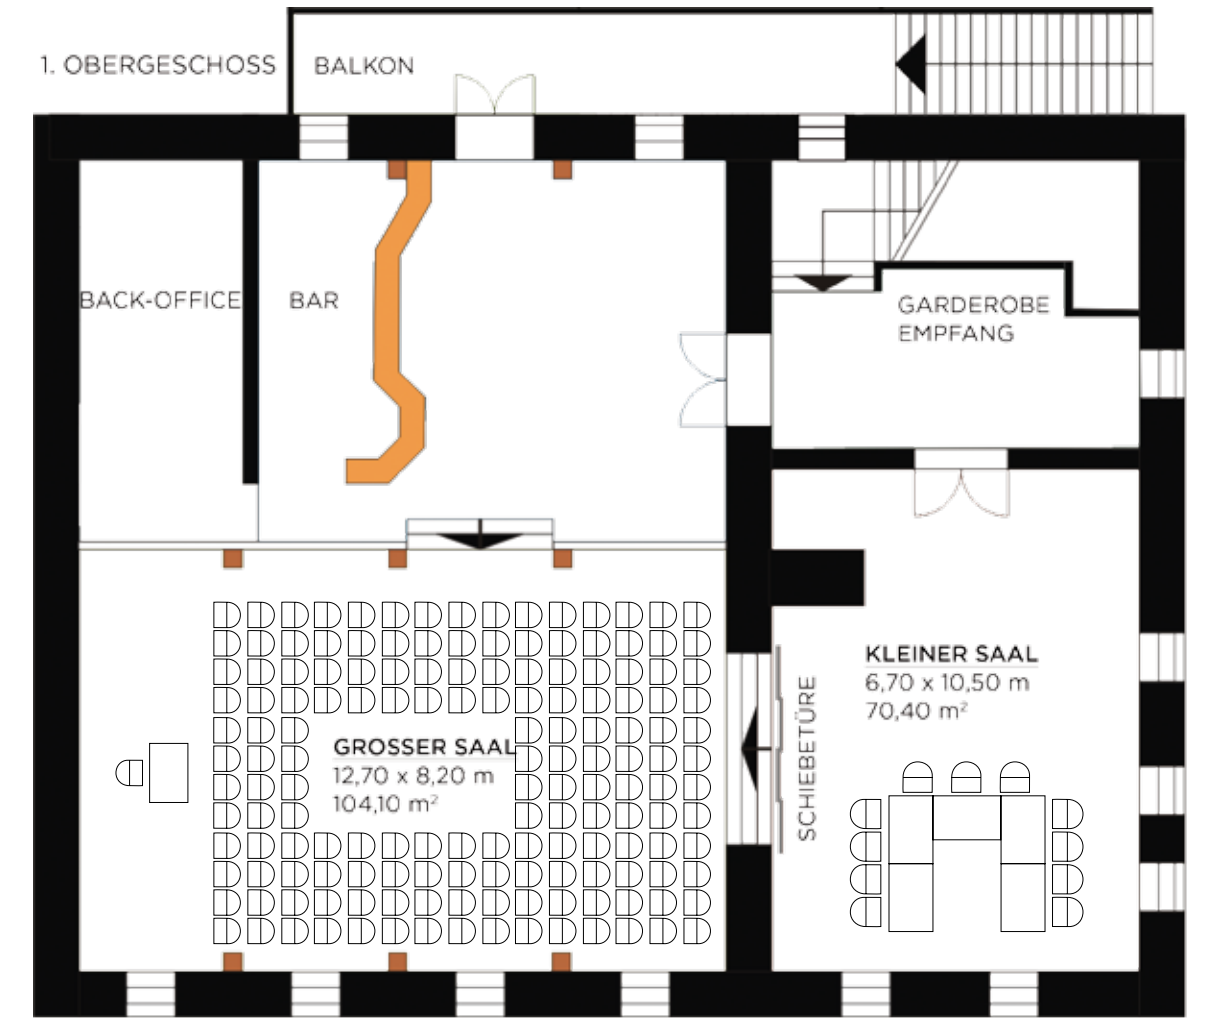 1. OBERGESCHOSS
BALKON
BACK-OFFICE
BAR
GARDEROBE
EMPFANG
KLEINER SAAL
6,70 x 10,50 m
70,40 m²
SCHIEBETÜRE
GROSSER SAAL
12,70 x 8,20 m
104,10 m²